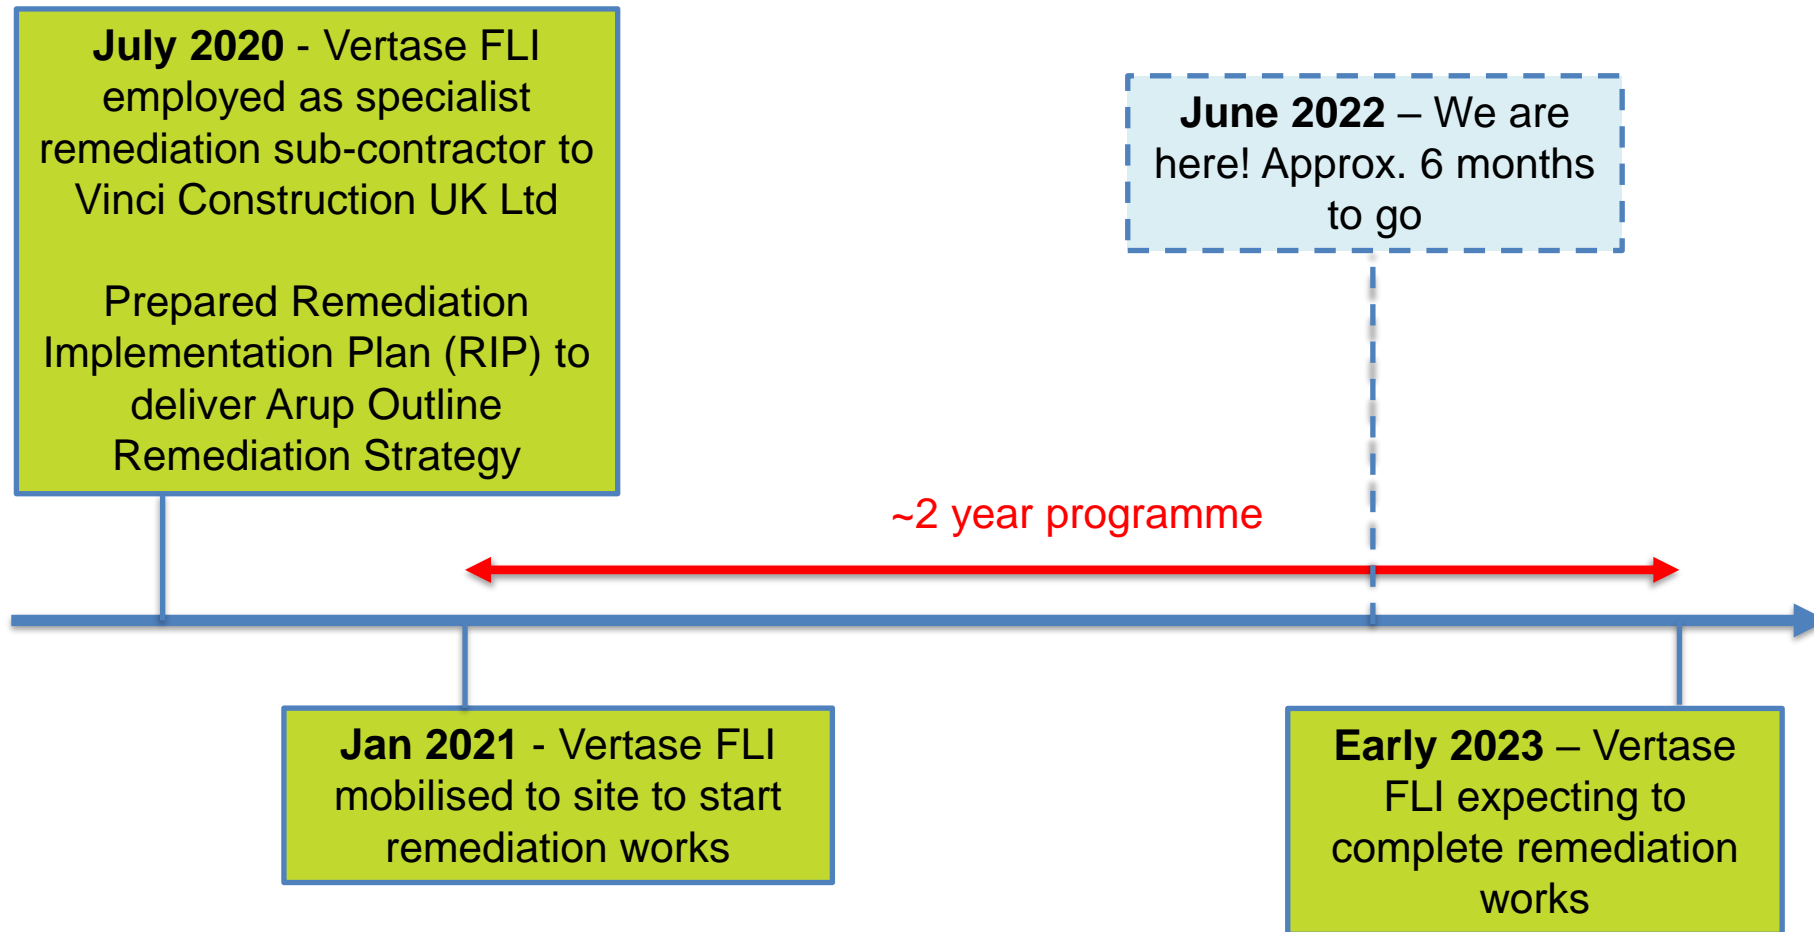 July 2020 - Vertase FLI
employed as specialist
remediation sub-contractor to
Vinci Construction UK Ltd
Prepared Remediation
Implementation Plan (RIP) to
deliver Arup Outline
Remediation Strategy
June 2022 – We are
here! Approx. 6 months
to go
~2 year programme
Jan 2021 - Vertase FLI
mobilised to site to start
remediation works
Early 2023 – Vertase
FLI expecting to
complete remediation
works